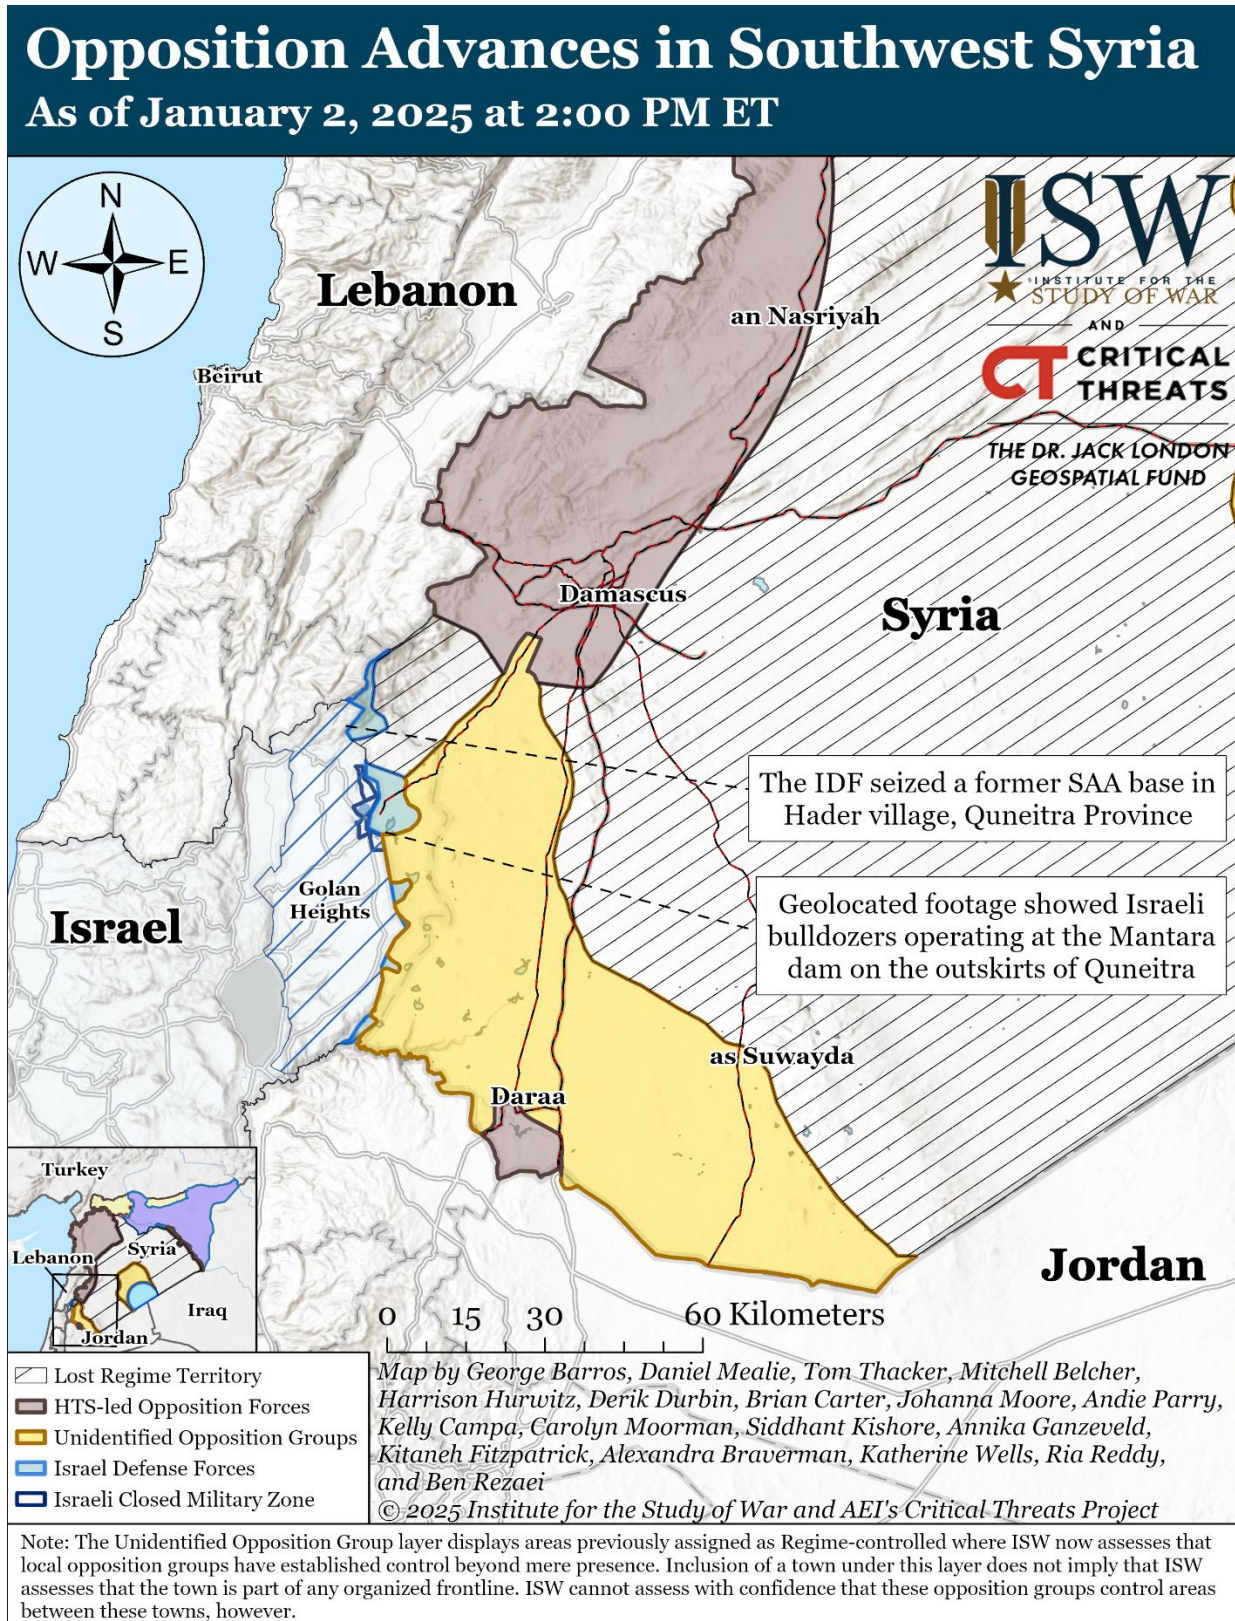 Opposition Advances in Southwest Syria
As of January 2, 2025 at 2:00 PM ET
N
W
E
S
Lebanon
Beirut
an Nasriyah
ISW
INSTITUTE FOR THE
STUDY OF WAR
AND
CT CRITICAL
THREATS
THE DR. JACK LONDON
GEOSPATIAL FUND
Damascus
Syria
The IDF seized a former SAA base in
Hader village, Quneitra Province
Golan
Heights
Israel
Geolocated footage showed Israeli
bulldozers operating at the Mantara
dam on the outskirts of Quneitra
as Suwayda
Daraa
Jordan
Turkey
Syria
Lebanon
Iraq
Jordan
0 15 30 60 Kilometers
Lost Regime Territory
HTS-led Opposition Forces
Unidentified Opposition Groups
Israel Defense Forces
Israeli Closed Military Zone
Map by George Barros, Daniel Mealie, Tom Thacker, Mitchell Belcher,
Harrison Hurwitz, Derik Durbin, Brian Carter, Johanna Moore, Andie Parry,
Kelly Campa, Carolyn Moorman, Siddhant Kishore, Annika Ganzeveld,
Kitaneh Fitzpatrick, Alexandra Braverman, Katherine Wells, Ria Reddy,
and Ben Rezaei
© 2025 Institute for the Study of War and AEI's Critical Threats Project
Note: The Unidentified Opposition Group layer displays areas previously assigned as Regime-controlled where ISW now assesses that
local opposition groups have established control beyond mere presence. Inclusion of a town under this layer does not imply that ISW
assesses that the town is part of any organized frontline. ISW cannot assess with confidence that these opposition groups control areas
between these towns, however.